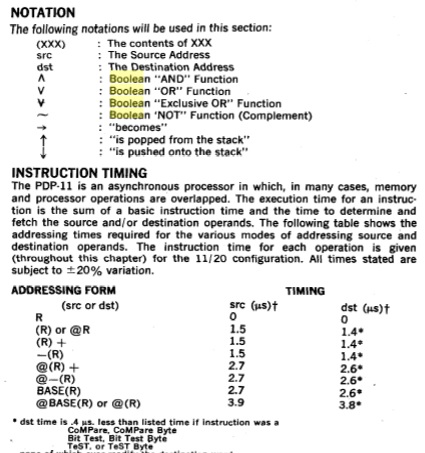 NOTATION
The following notations will be used in this section:
(XXX) : The contents of XXX
src : The Source Address
dst : The Destination Address
∧ : Boolean "AND" Function
∨ : Boolean "OR" Function
⊻ : Boolean "Exclusive OR" Function
~ : Boolean 'NOT" Function (Complement)
→ : "becomes"
↑ : "is popped from the stack"
↓ : "is pushed onto the stack"
INSTRUCTION TIMING
The PDP-11 is an asynchronous processor in which, in many cases, memory
and processor operations are overlapped. The execution time for an instruc-
tion is the sum of a basic instruction time and the time to determine and
fetch the source and/or destination operands. The following table shows the
addressing times required for the various modes of addressing source and
destination operands. The instruction time for each operation is given
(throughout this chapter) for the 11/20 configuration. All times stated are
subject to ±20% variation.
ADDRESSING FORM TIMING
(src or dst) src (μs)† dst (μs)†
R 0 0
(R) or @R 1.5 1.4*
(R) + 1.5 1.4*
—(R) 1.5 1.4*
@(R) + 2.7 2.6*
@—(R) 2.7 2.6*
BASE(R) 2.7 2.6*
@BASE(R) or @(R) 3.9 3.8*
* dst time is .4 μs. less than listed time if instruction was a
CoMPare, CoMPare Byte
Bit Test, Bit Test Byte
TeST, or TeST Byte